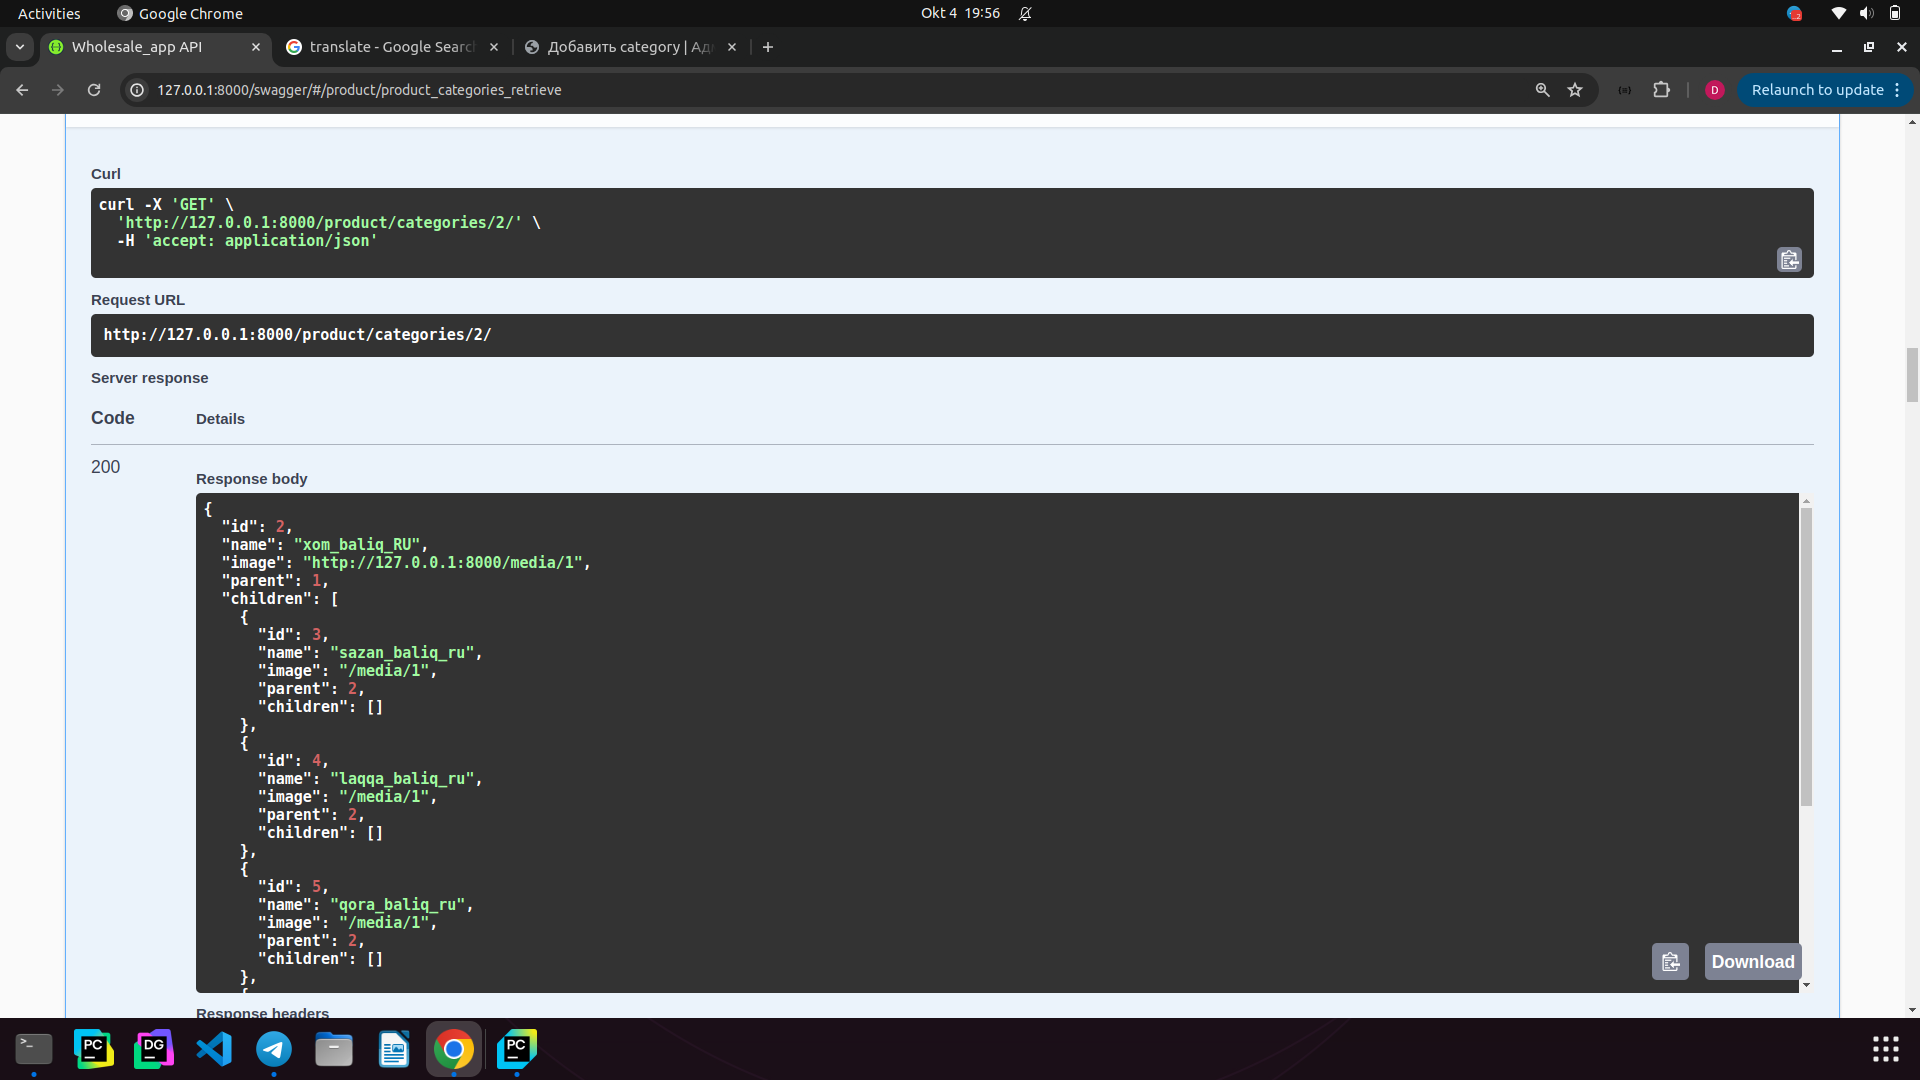 Activities
Google Chrome
Okt 4 19:56
Wholesale_app API
translate - Google Searc
Добавить category | Ад
127.0.0.1:8000/swagger/#/product/product_categories_retrieve
D
Relaunch to update
Curl
curl -X 'GET' \
'http://127.0.0.1:8000/product/categories/2/' \
-H 'accept: application/json'
Request URL
http://127.0.0.1:8000/product/categories/2/
Server response
Code
Details
200
Response body
{
"id": 2,
"name": "xom_baliq_RU",
"image": "http://127.0.0.1:8000/media/1",
"parent": 1,
"children": [
{
"id": 3,
"name": "sazan_baliq_ru",
"image": "/media/1",
"parent": 2,
"children": []
},
{
"id": 4,
"name": "laqqa_baliq_ru",
"image": "/media/1",
"parent": 2,
"children": []
},
{
"id": 5,
"name": "qora_baliq_ru",
"image": "/media/1",
"parent": 2,
"children": []
},
{
Download
Response headers
PC
DG
PC